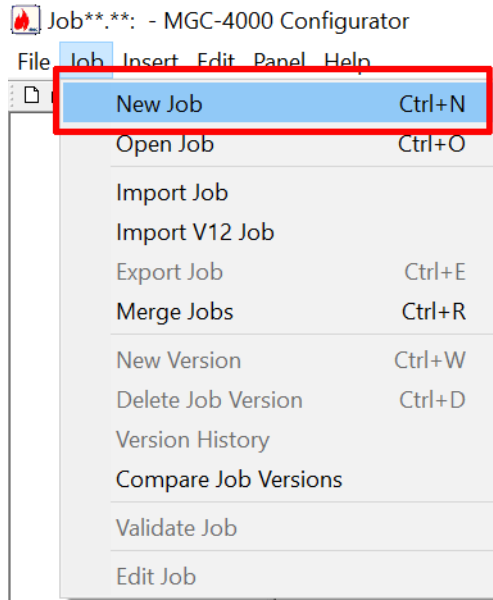 Job**.**: - MGC-4000 Configurator
File Job Insert Edit Panel Help
New Job Ctrl+N
Open Job Ctrl+O
Import Job
Import V12 Job
Export Job Ctrl+E
Merge Jobs Ctrl+R
New Version Ctrl+W
Delete Job Version Ctrl+D
Version History
Compare Job Versions
Validate Job
Edit Job